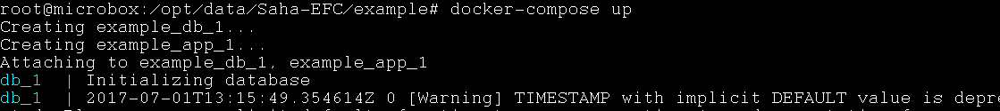 root@microbox:/opt/data/Saha-EFC/example# docker-compose up
Creating example_db_1...
Creating example_app_1...
Attaching to example_db_1, example_app_1
db_1  | Initializing database
db_1  | 2017-07-01T13:15:49.354614Z 0 [Warning] TIMESTAMP with implicit DEFAULT value is depre